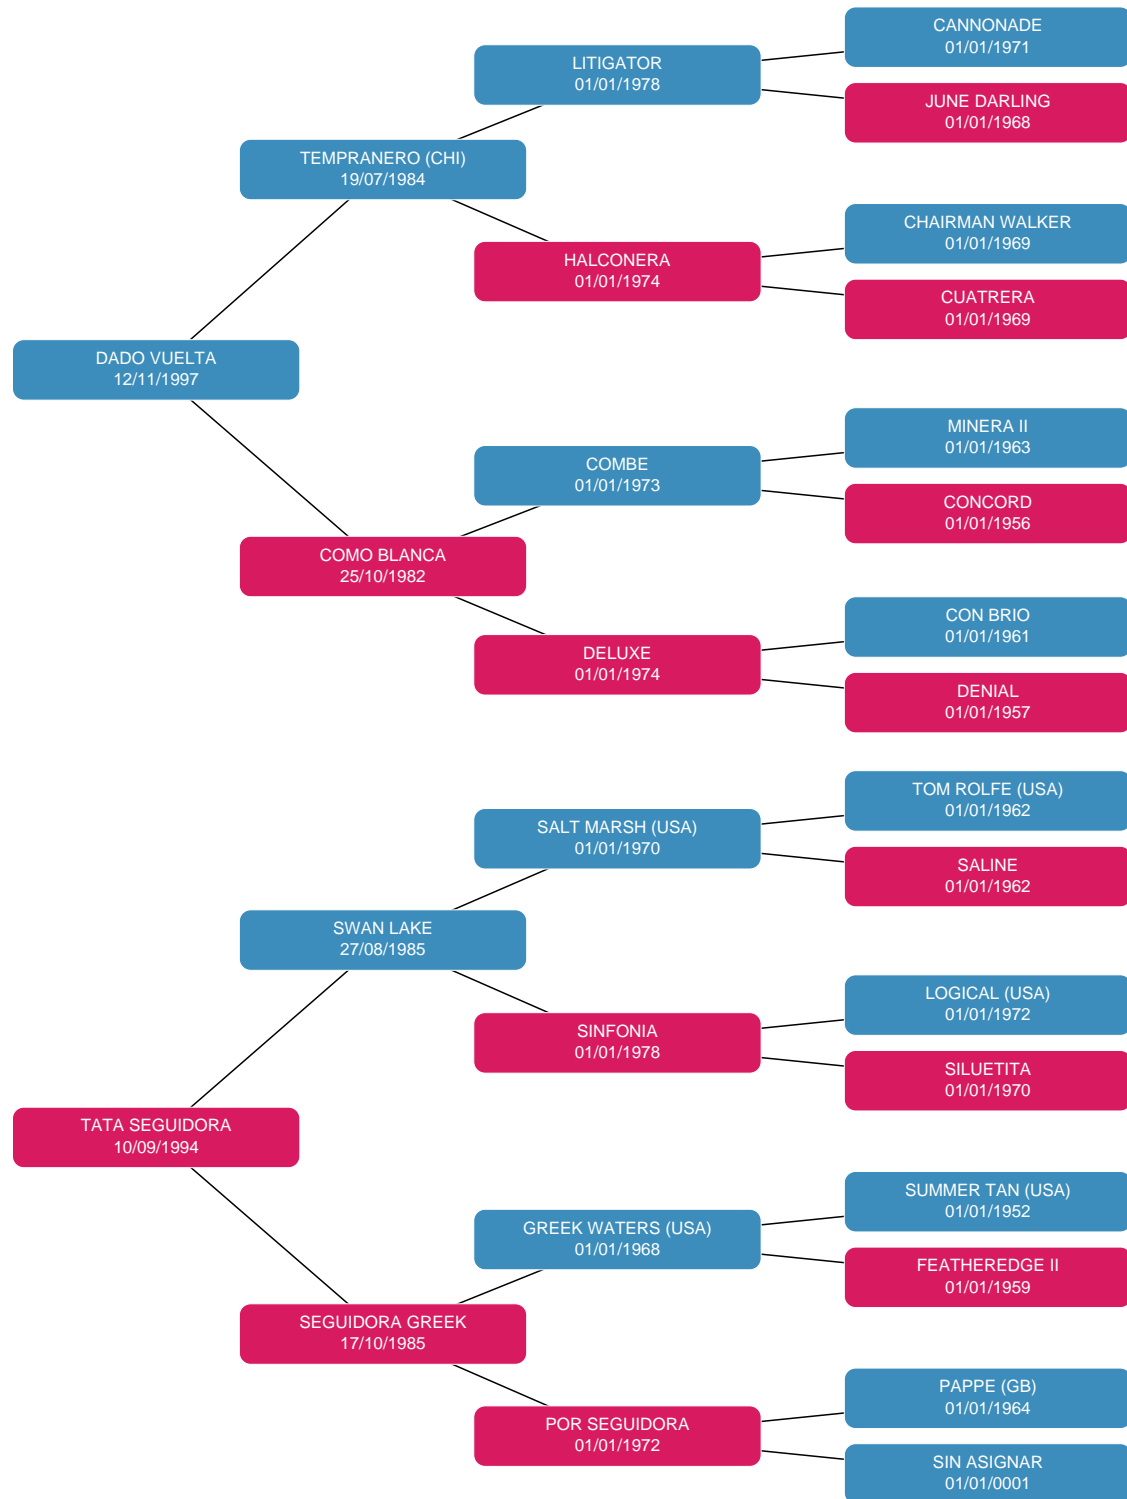 CANNONADE
01/01/1971
LITIGATOR
01/01/1978
JUNE DARLING
01/01/1968
TEMPRANERO (CHI)
19/07/1984
CHAIRMAN WALKER
01/01/1969
HALCONERA
01/01/1974
CUATRERA
01/01/1969
DADO VUELTA
12/11/1997
MINERA II
01/01/1963
COMBE
01/01/1973
CONCORD
01/01/1956
COMO BLANCA
25/10/1982
CON BRIO
01/01/1961
DELUXE
01/01/1974
DENIAL
01/01/1957
TOM ROLFE (USA)
01/01/1962
SALT MARSH (USA)
01/01/1970
SALINE
01/01/1962
SWAN LAKE
27/08/1985
LOGICAL (USA)
01/01/1972
SINFONIA
01/01/1978
SILUETITA
01/01/1970
TATA SEGUIDORA
10/09/1994
SUMMER TAN (USA)
01/01/1952
GREEK WATERS (USA)
01/01/1968
FEATHEREDGE II
01/01/1959
SEGUIDORA GREEK
17/10/1985
PAPPE (GB)
01/01/1964
POR SEGUIDORA
01/01/1972
SIN ASIGNAR
01/01/0001